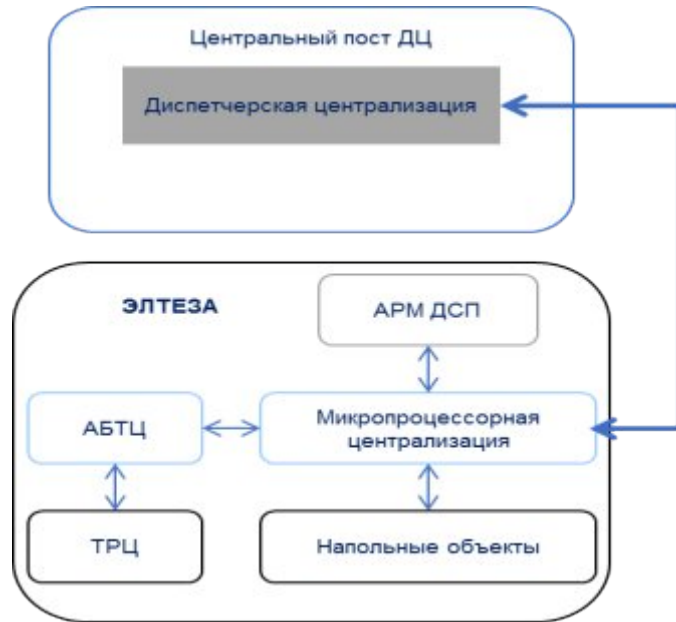 Центральный пост ДЦ
Диспетчерская централизация
ЭЛТЕЗА
АРМ ДСП
АБТЦ
Микропроцессорная
централизация
ТРЦ
Напольные объекты